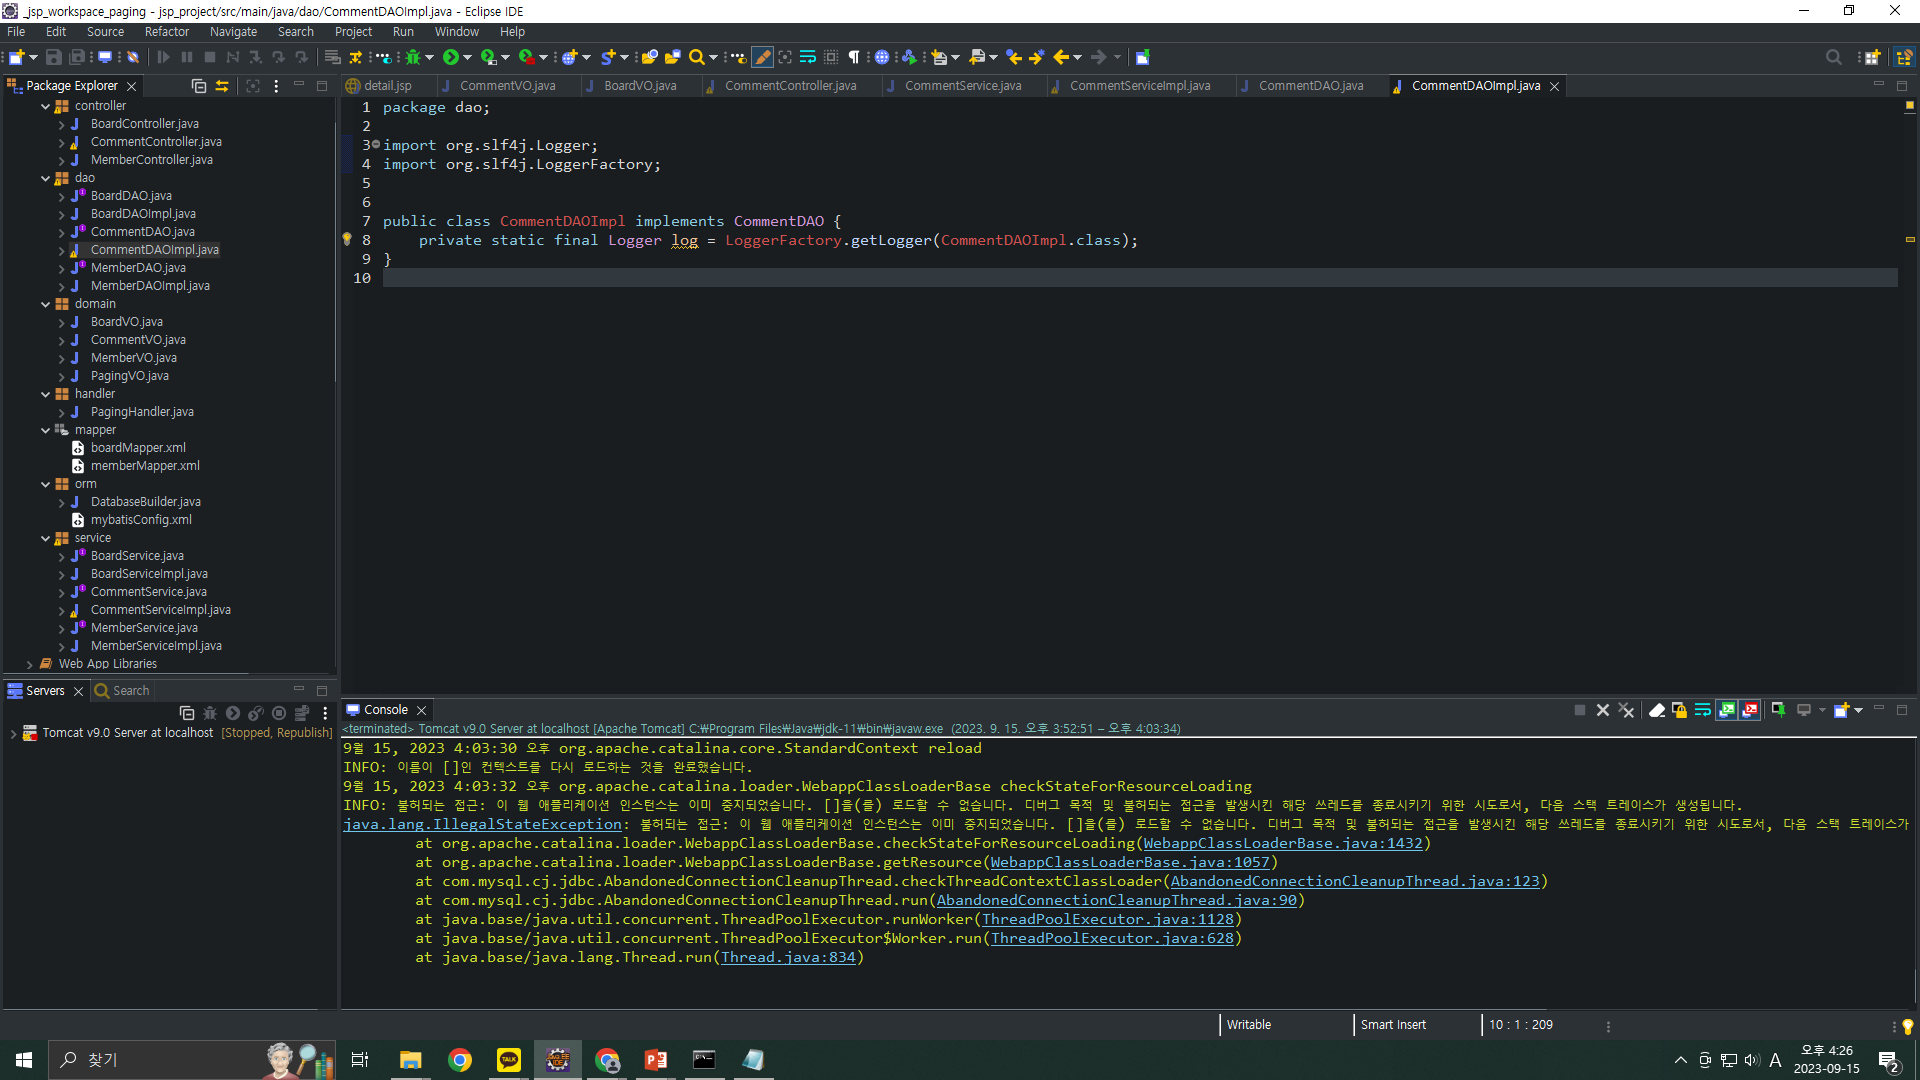 _jsp_workspace_paging - jsp_project/src/main/java/dao/CommentDAOImpl.java - Eclipse IDE
File Edit Source Refactor Navigate Search Project Run Window Help
Package Explorer
controller
BoardController.java
CommentController.java
MemberController.java
dao
BoardDAO.java
BoardDAOImpl.java
CommentDAO.java
CommentDAOImpl.java
MemberDAO.java
MemberDAOImpl.java
domain
BoardVO.java
CommentVO.java
MemberVO.java
PagingVO.java
handler
PagingHandler.java
mapper
boardMapper.xml
memberMapper.xml
orm
DatabaseBuilder.java
mybatisConfig.xml
service
BoardService.java
BoardServiceImpl.java
CommentService.java
CommentServiceImpl.java
MemberService.java
MemberServiceImpl.java
Web App Libraries
detail.jsp CommentVO.java BoardVO.java CommentController.java CommentService.java CommentServiceImpl.java CommentDAO.java CommentDAOImpl.java
1 package dao;
2
3 import org.slf4j.Logger;
4 import org.slf4j.LoggerFactory;
5
6
7 public class CommentDAOImpl implements CommentDAO {
8 private static final Logger log = LoggerFactory.getLogger(CommentDAOImpl.class);
9 }
10
Servers Search
Tomcat v9.0 Server at localhost [Stopped, Republish]
Console
<terminated> Tomcat v9.0 Server at localhost [Apache Tomcat] C:₩Program Files₩Java₩jdk-11₩bin₩javaw.exe (2023. 9. 15. 오후 3:52:51 – 오후 4:03:34)
9월 15, 2023 4:03:30 오후 org.apache.catalina.core.StandardContext reload
INFO: 이름이 []인 컨텍스트를 다시 로드하는 것을 완료했습니다.
9월 15, 2023 4:03:32 오후 org.apache.catalina.loader.WebappClassLoaderBase checkStateForResourceLoading
INFO: 불허되는 접근: 이 웹 애플리케이션 인스턴스는 이미 중지되었습니다. []을(를) 로드할 수 없습니다. 디버그 목적 및 불허되는 접근을 발생시킨 해당 쓰레드를 종료시키기 위한 시도로서, 다음 스택 트레이스가 생성됩니다.
java.lang.IllegalStateException: 불허되는 접근: 이 웹 애플리케이션 인스턴스는 이미 중지되었습니다. []을(를) 로드할 수 없습니다. 디버그 목적 및 불허되는 접근을 발생시킨 해당 쓰레드를 종료시키기 위한 시도로서, 다음 스택 트레이스가
at org.apache.catalina.loader.WebappClassLoaderBase.checkStateForResourceLoading(WebappClassLoaderBase.java:1432)
at org.apache.catalina.loader.WebappClassLoaderBase.getResource(WebappClassLoaderBase.java:1057)
at com.mysql.cj.jdbc.AbandonedConnectionCleanupThread.checkThreadContextClassLoader(AbandonedConnectionCleanupThread.java:123)
at com.mysql.cj.jdbc.AbandonedConnectionCleanupThread.run(AbandonedConnectionCleanupThread.java:90)
at java.base/java.util.concurrent.ThreadPoolExecutor.runWorker(ThreadPoolExecutor.java:1128)
at java.base/java.util.concurrent.ThreadPoolExecutor$Worker.run(ThreadPoolExecutor.java:628)
at java.base/java.lang.Thread.run(Thread.java:834)
Writable Smart Insert 10 : 1 : 209
찾기
TALK
A
오후 4:26
2023-09-15
2